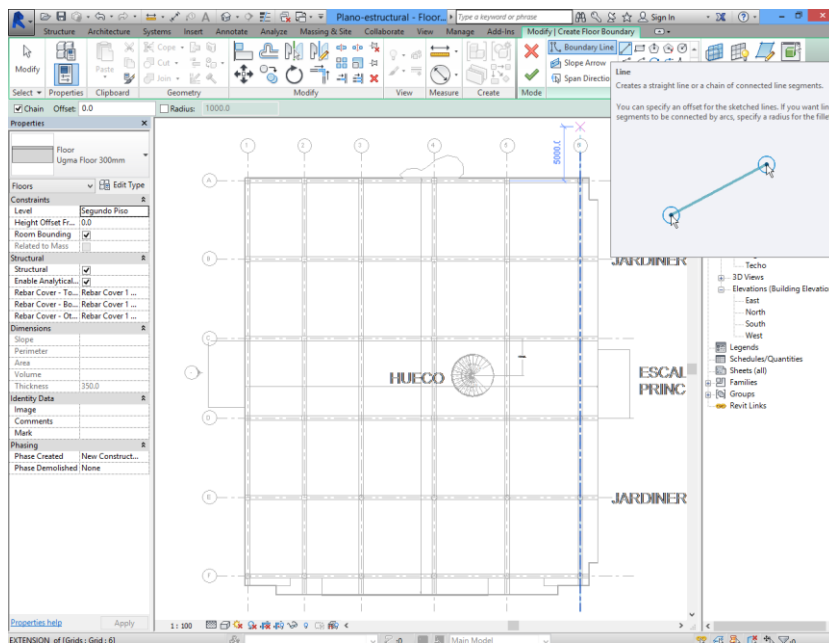 Plano-estructural - Floor... Type a keyword or phrase Sign In
Structure Architecture Systems Insert Annotate Analyze Massing & Site Collaborate View Manage Add-Ins Modify | Create Floor Boundary
Modify Paste Cope Cut Join Boundary Line Slope Arrow Span Directio
Select Properties Clipboard Geometry Modify View Measure Create Mode
Chain Offset: 0.0 Radius: 1000.0
Line
Creates a straight line or a chain of connected line segments.
You can specify an offset for the sketched lines. If you want lin
segments to be connected by arcs, specify a radius for the fille
Properties
Floor
Ugma Floor 300mm
Floors Edit Type
Constraints
Level Segundo Piso
Height Offset Fr... 0.0
Room Bounding
Related to Mass
Structural
Structural
Enable Analytical...
Rebar Cover - To... Rebar Cover 1 ...
Rebar Cover - Bo... Rebar Cover 1 ...
Rebar Cover - Ot... Rebar Cover 1 ...
Dimensions
Slope
Perimeter
Area
Volume
Thickness 350.0
Identity Data
Image
Comments
Mark
Phasing
Phase Created New Construct...
Phase Demolished None
Properties help Apply
5000.0
1 2 3 4 5 6
A
B
C
D
E
F
JARDINER
HUECO
ESCAL
PRINC
JARDINER
Techo
3D Views
Elevations (Building Elevation
East
North
South
West
Legends
Schedules/Quantities
Sheets (all)
Families
Groups
Revit Links
1 : 100
EXTENSION of [Grids : Grid : 6] :0 Main Model :0